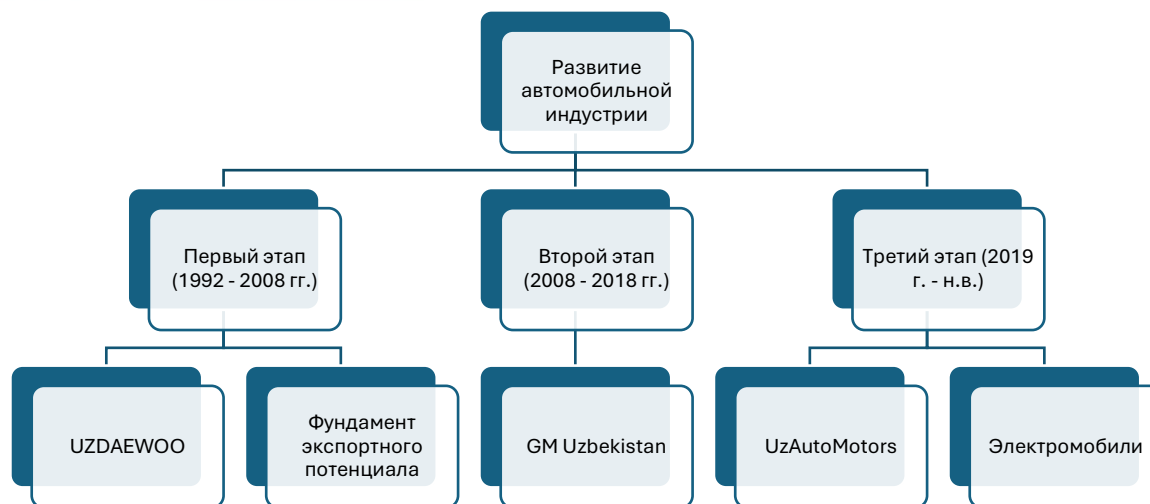 Развитие
автомобильной
индустрии
Первый этап
(1992 - 2008 гг.)
Второй этап
(2008 - 2018 гг.)
Третий этап (2019
г. - н.в.)
UZDAEWOO
Фундамент
экспортного
потенциала
GM Uzbekistan
UzAutoMotors
Электромобили